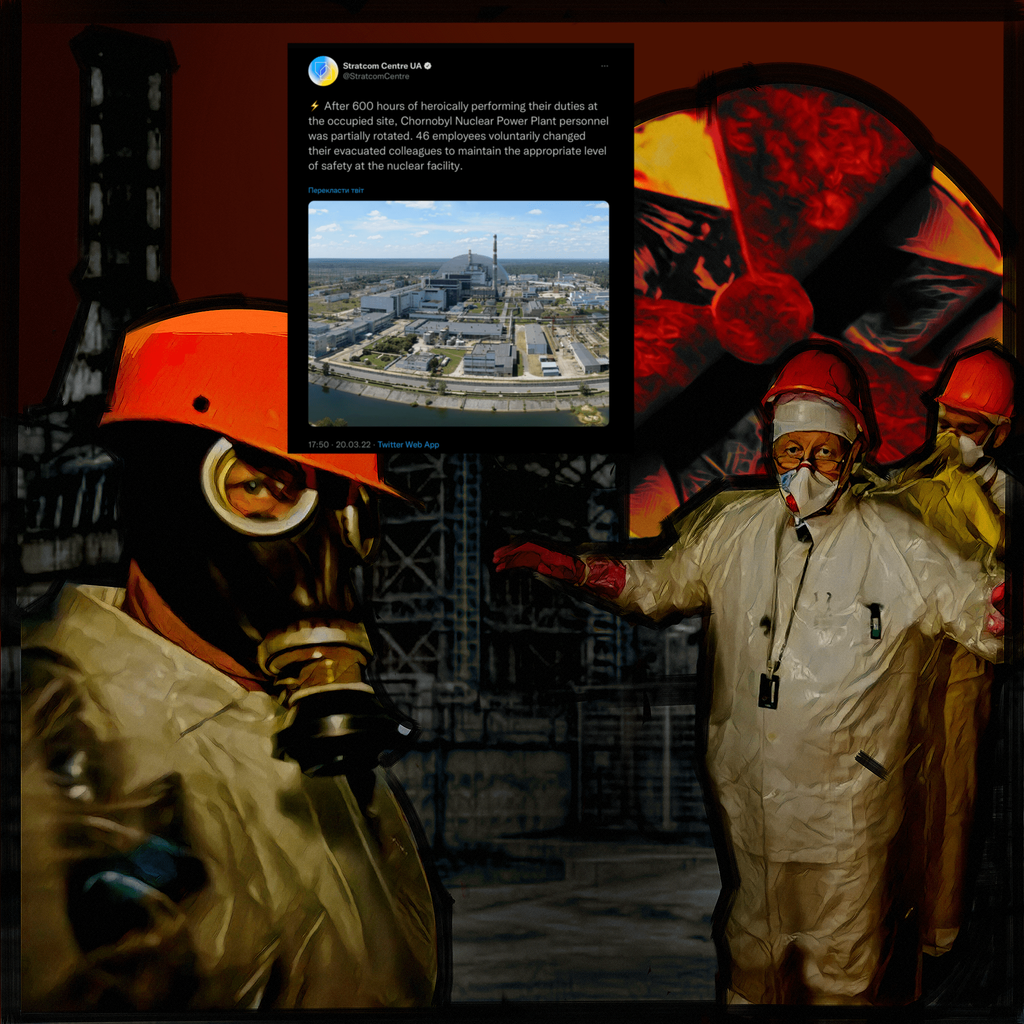 Stratcom Centre UA
@StratcomCentre
⚡ After 600 hours of heroically performing their duties at
the occupied site, Chornobyl Nuclear Power Plant personnel
was partially rotated. 46 employees voluntarily changed
their evacuated colleagues to maintain the appropriate level
of safety at the nuclear facility.
Перекласти твіт
17:50 · 20.03.22 · Twitter Web App